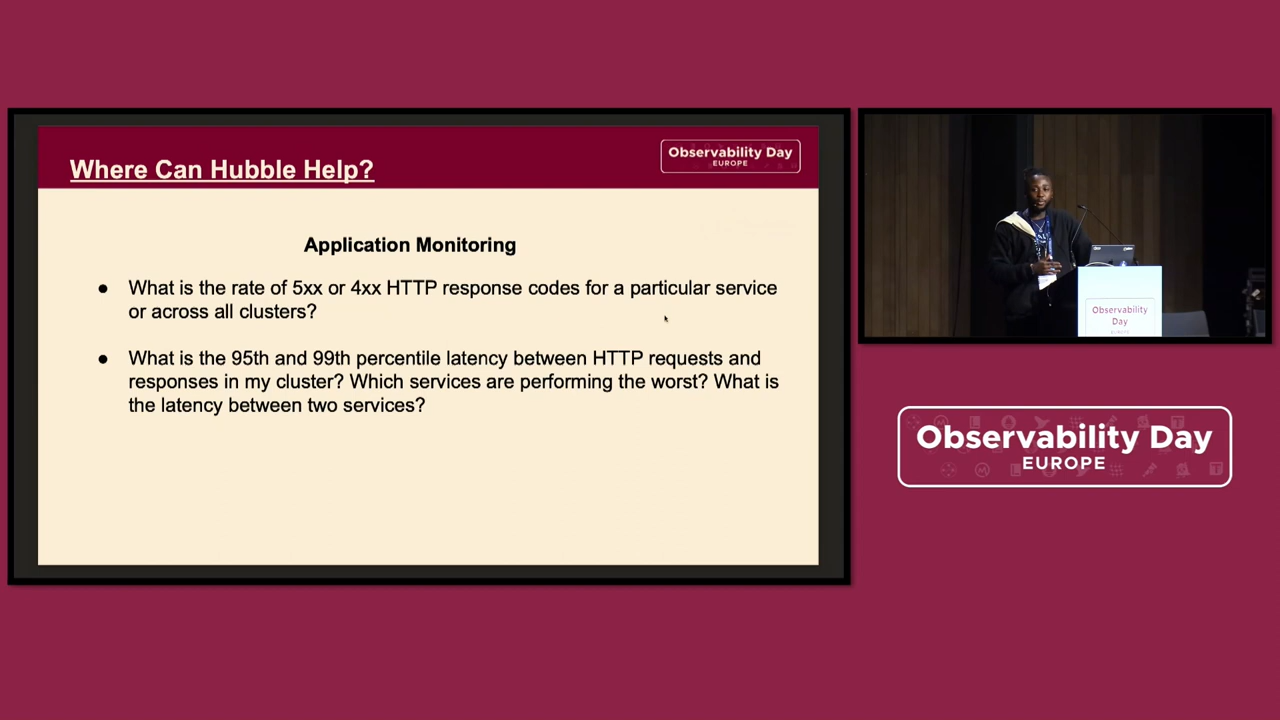 Where Can Hubble Help?
Observability Day
EUROPE
Application Monitoring
● What is the rate of 5xx or 4xx HTTP response codes for a particular service
or across all clusters?
● What is the 95th and 99th percentile latency between HTTP requests and
responses in my cluster? Which services are performing the worst? What is
the latency between two services?
Observability
Day
EUROPE
Observability Day
EUROPE